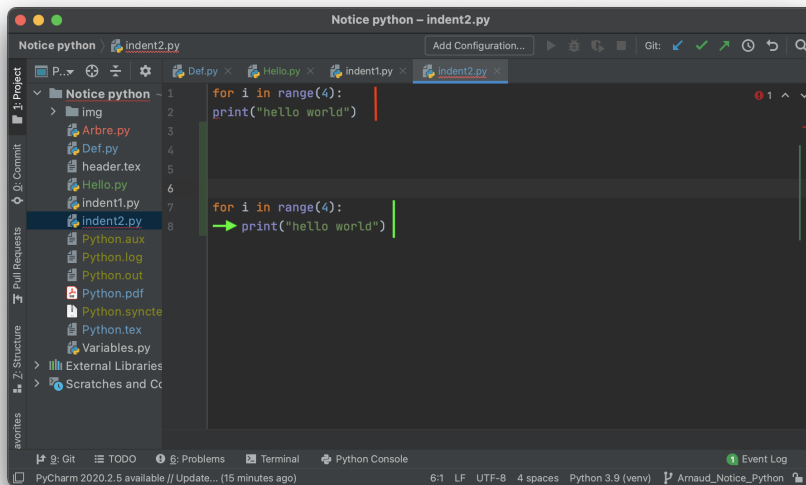 Notice python – indent2.py
Notice python 〉 indent2.py
Add Configuration...
Git:
1: Project
P...
Def.py ×
Hello.py ×
indent1.py ×
indent2.py ×
0: Commit
Pull Requests
7: Structure
Notice python
img
Arbre.py
Def.py
header.tex
Hello.py
indent1.py
indent2.py
Python.aux
Python.log
Python.out
Python.pdf
Python.syncte
Python.tex
Variables.py
External Libraries
Scratches and Co
1 for i in range(4):
2 print("hello world")
3
4
5
6
7 for i in range(4):
8 print("hello world")
1
9: Git
TODO
6: Problems
Terminal
Python Console
1 Event Log
PyCharm 2020.2.5 available // Update... (15 minutes ago)
6:1 LF UTF-8 4 spaces Python 3.9 (venv) Arnaud_Notice_Python